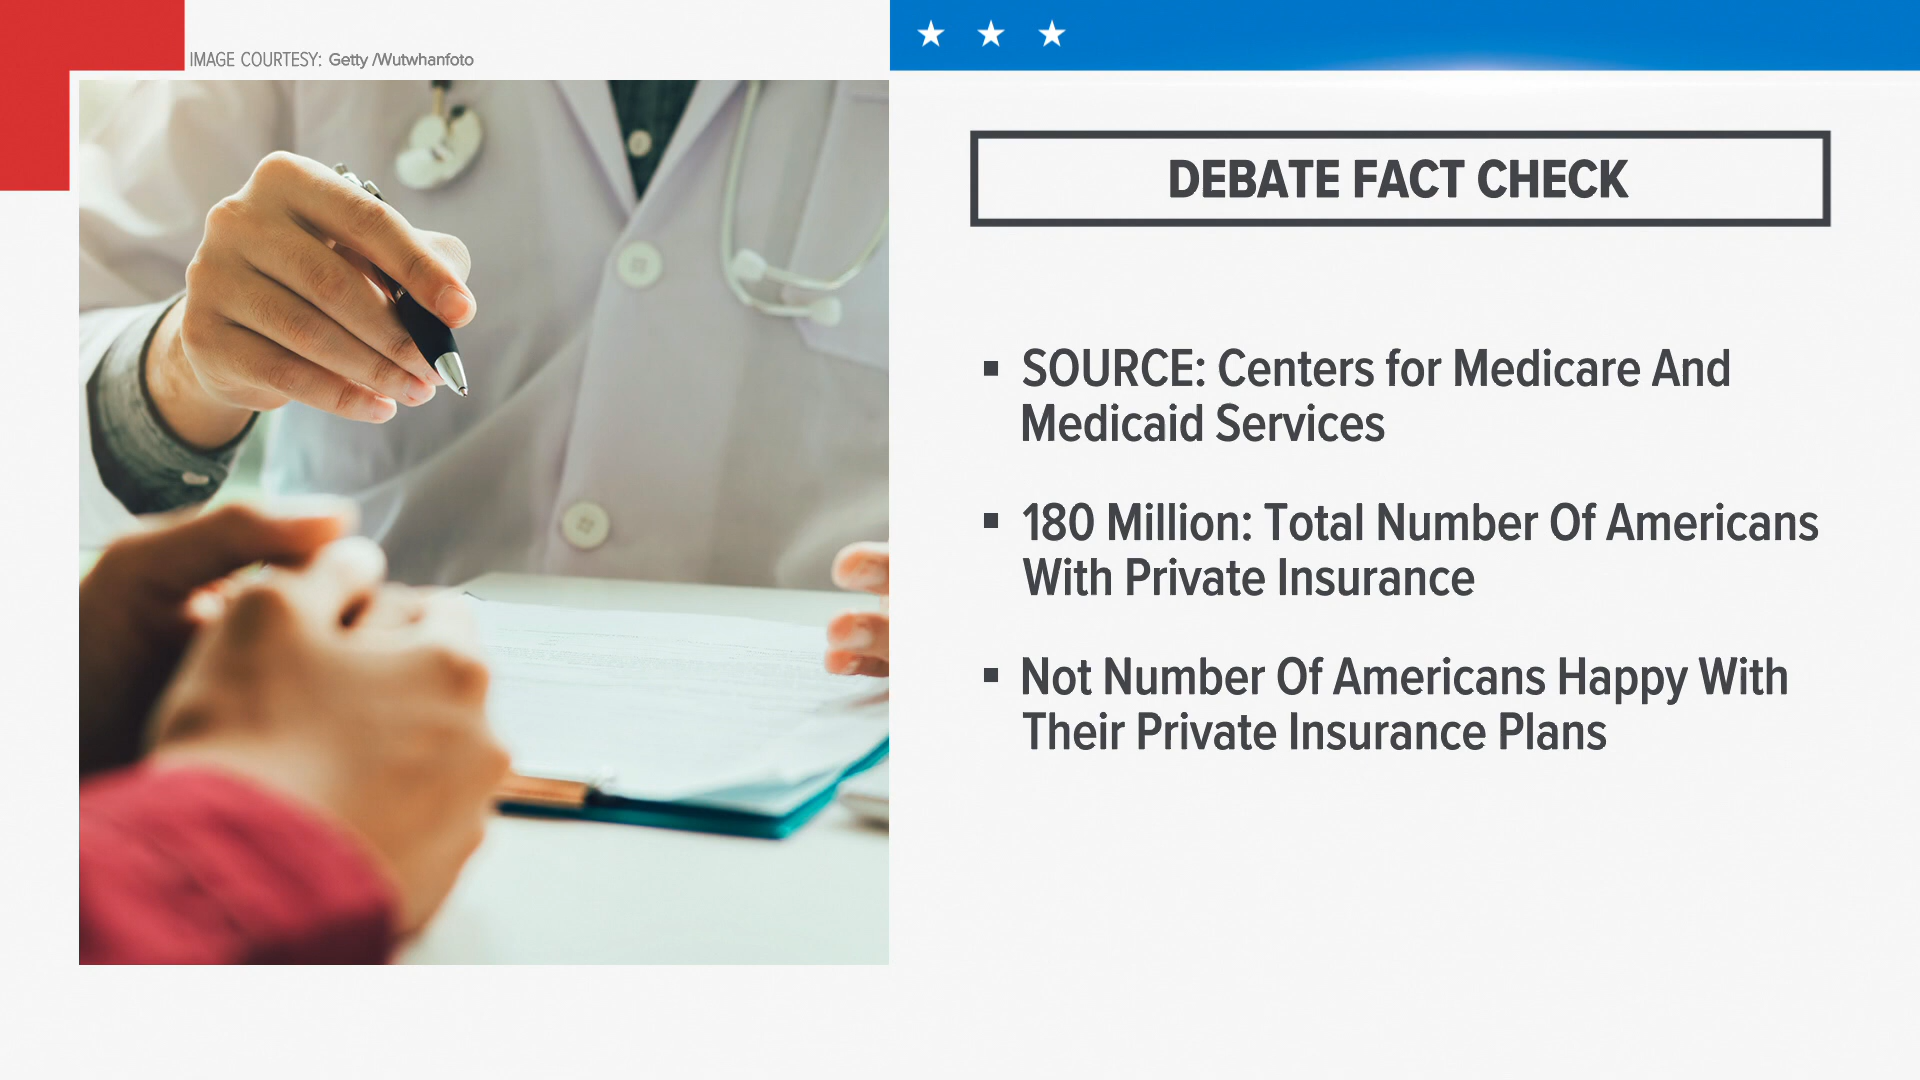 IMAGE COURTESY: Getty /Wutwhanfoto
DEBATE FACT CHECK
▪ SOURCE: Centers for Medicare And
Medicaid Services
▪ 180 Million: Total Number Of Americans
With Private Insurance
▪ Not Number Of Americans Happy With
Their Private Insurance Plans